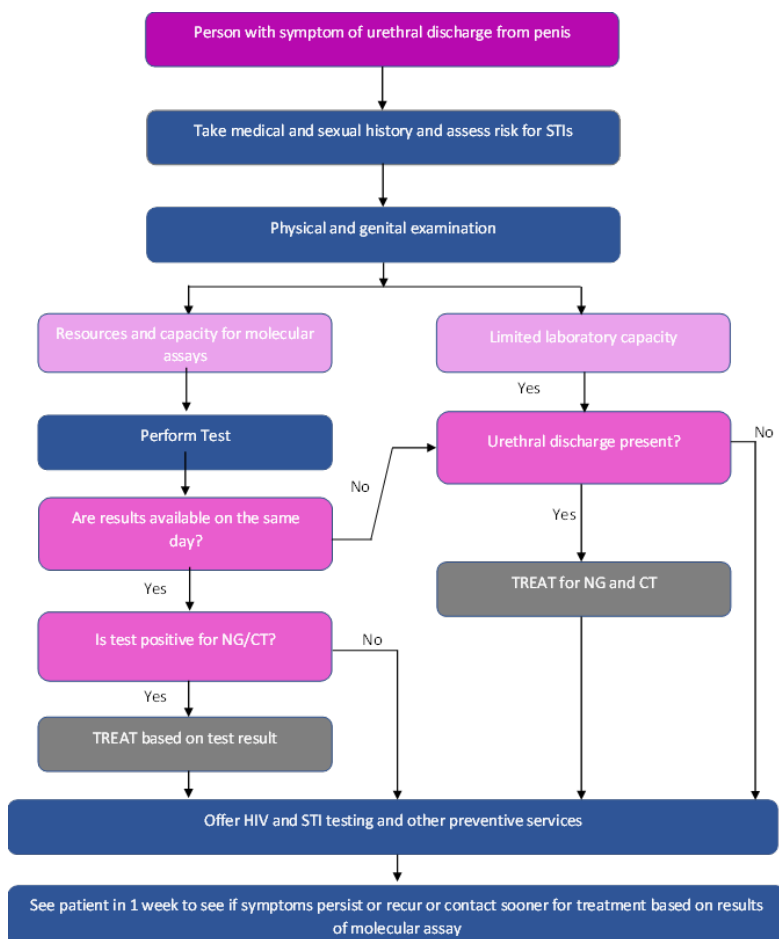 Person with symptom of urethral discharge from penis
Take medical and sexual history and assess risk for STIs
Physical and genital examination
Resources and capacity for molecular
assays
Limited laboratory capacity
Yes
Perform Test
Urethral discharge present?
No
No
Are results available on the same
day?
Yes
Yes
TREAT for NG and CT
Is test positive for NG/CT?
No
Yes
TREAT based on test result
Offer HIV and STI testing and other preventive services
See patient in 1 week to see if symptoms persist or recur or contact sooner for treatment based on results
of molecular assay